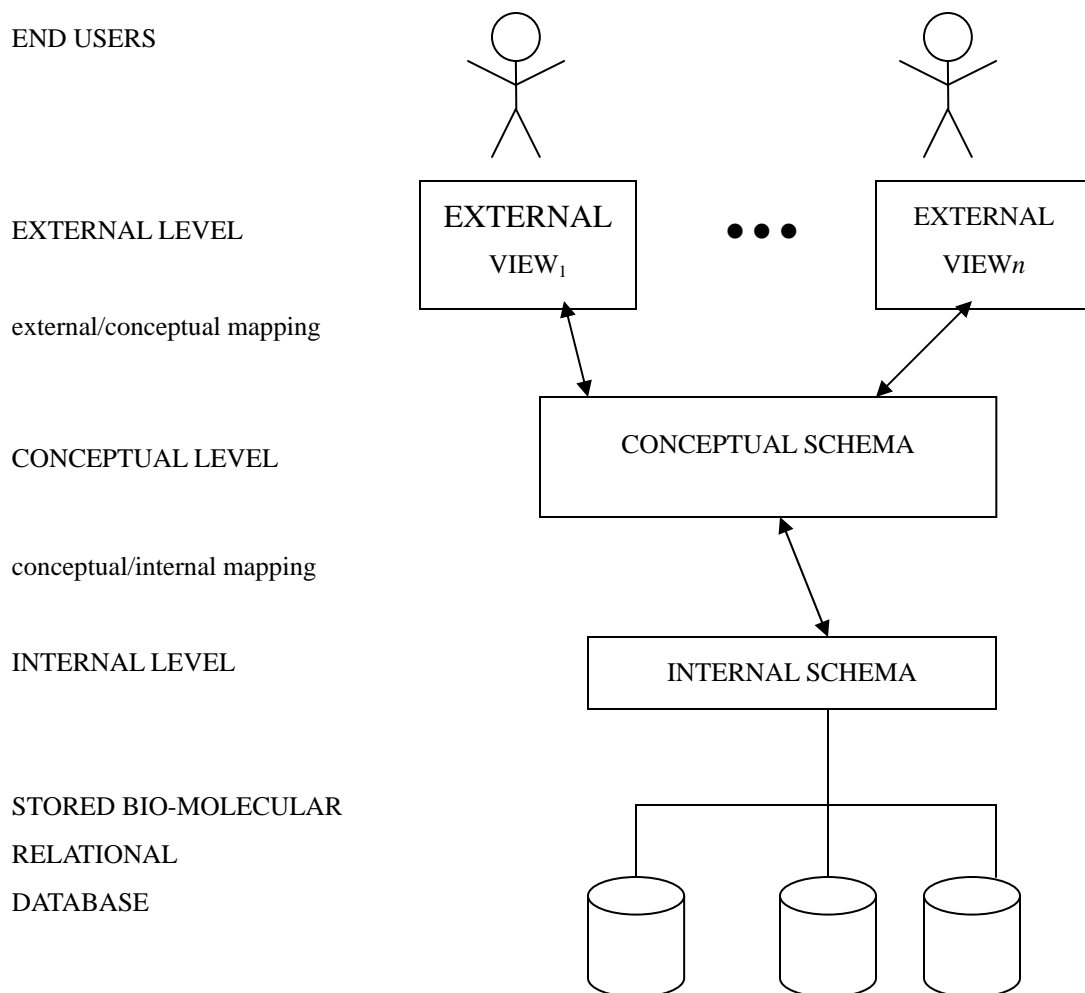 END USERS
EXTERNAL LEVEL
EXTERNAL
VIEW₁
EXTERNAL
VIEWn
external/conceptual mapping
CONCEPTUAL LEVEL
CONCEPTUAL SCHEMA
conceptual/internal mapping
INTERNAL LEVEL
INTERNAL SCHEMA
STORED BIO-MOLECULAR
RELATIONAL
DATABASE